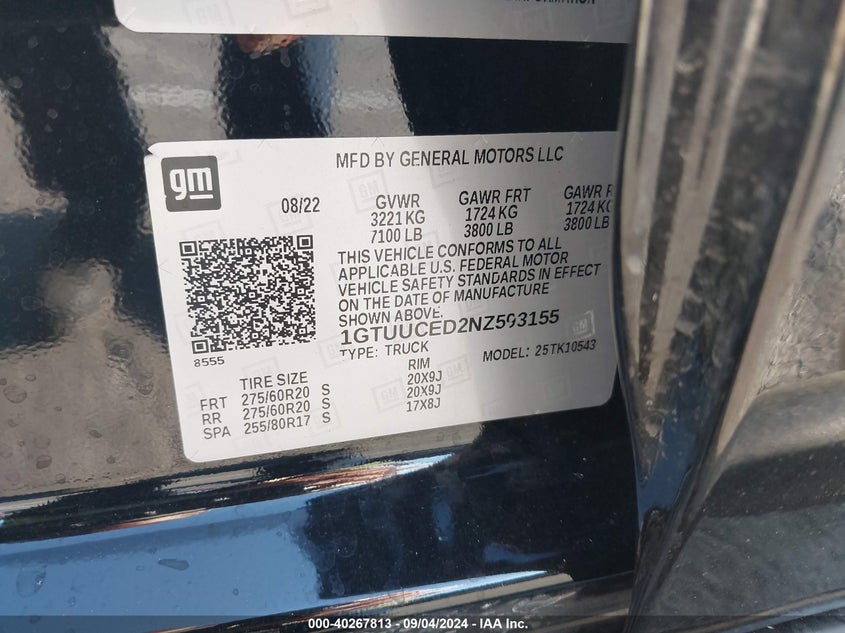 gm
MFD BY GENERAL MOTORS LLC
08/22
GVWR GAWR FRT GAWR
3221 KG 1724 KG 1724 KG
7100 LB 3800 LB 3800 LB
THIS VEHICLE CONFORMS TO ALL
APPLICABLE U.S. FEDERAL MOTOR
VEHICLE SAFETY STANDARDS IN EFFECT
ON THE DATE OF MANUFACTURE
SHOWN ABOVE.
1GTUUCED2NZ593155
TYPE: TRUCK MODEL: 25TK10543
8555
TIRE SIZE RIM
FRT 275/60R20 S 20X9J
RR 275/60R20 S 20X9J
SPA 255/80R17 S 17X8J
000-40267813 - 09/04/2024 - IAA Inc.